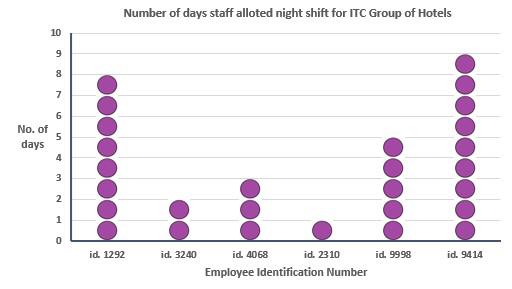 Number of days staff alloted night shift for ITC Group of Hotels
10
9
8
7
6
5
4
3
2
1
0
No. of
days
id. 1292 id. 3240 id. 4068 id. 2310 id. 9998 id. 9414
Employee Identification Number